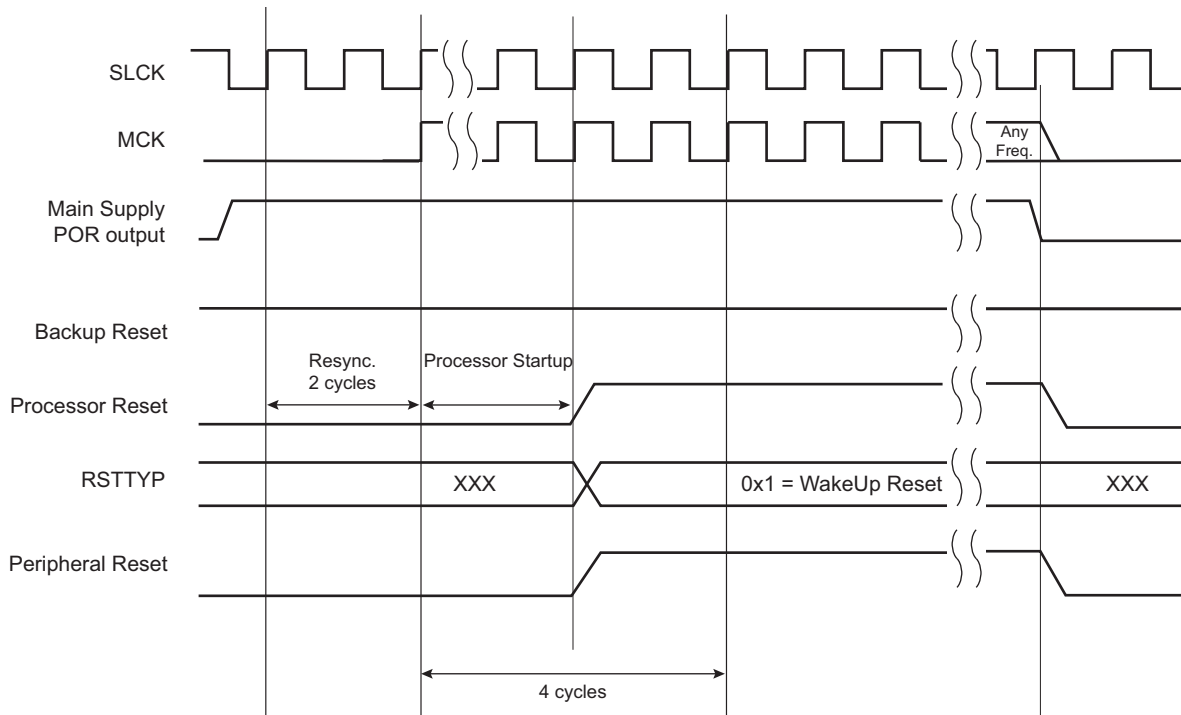 SLCK
MCK
Any
Freq.
Main Supply
POR output
Backup Reset
Resync.
2 cycles
Processor Startup
Processor Reset
RSTTYP
XXX
0x1 = WakeUp Reset
XXX
Peripheral Reset
4 cycles